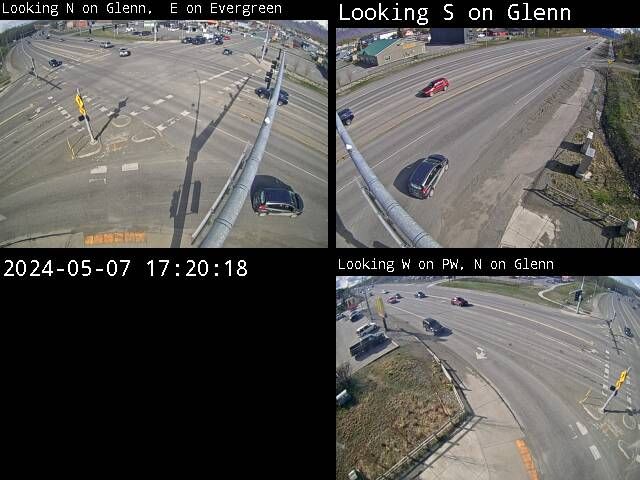 Looking N on Glenn,  E on Evergreen
Looking S on Glenn
2024-05-07 17:20:18
Looking W on PW, N on Glenn